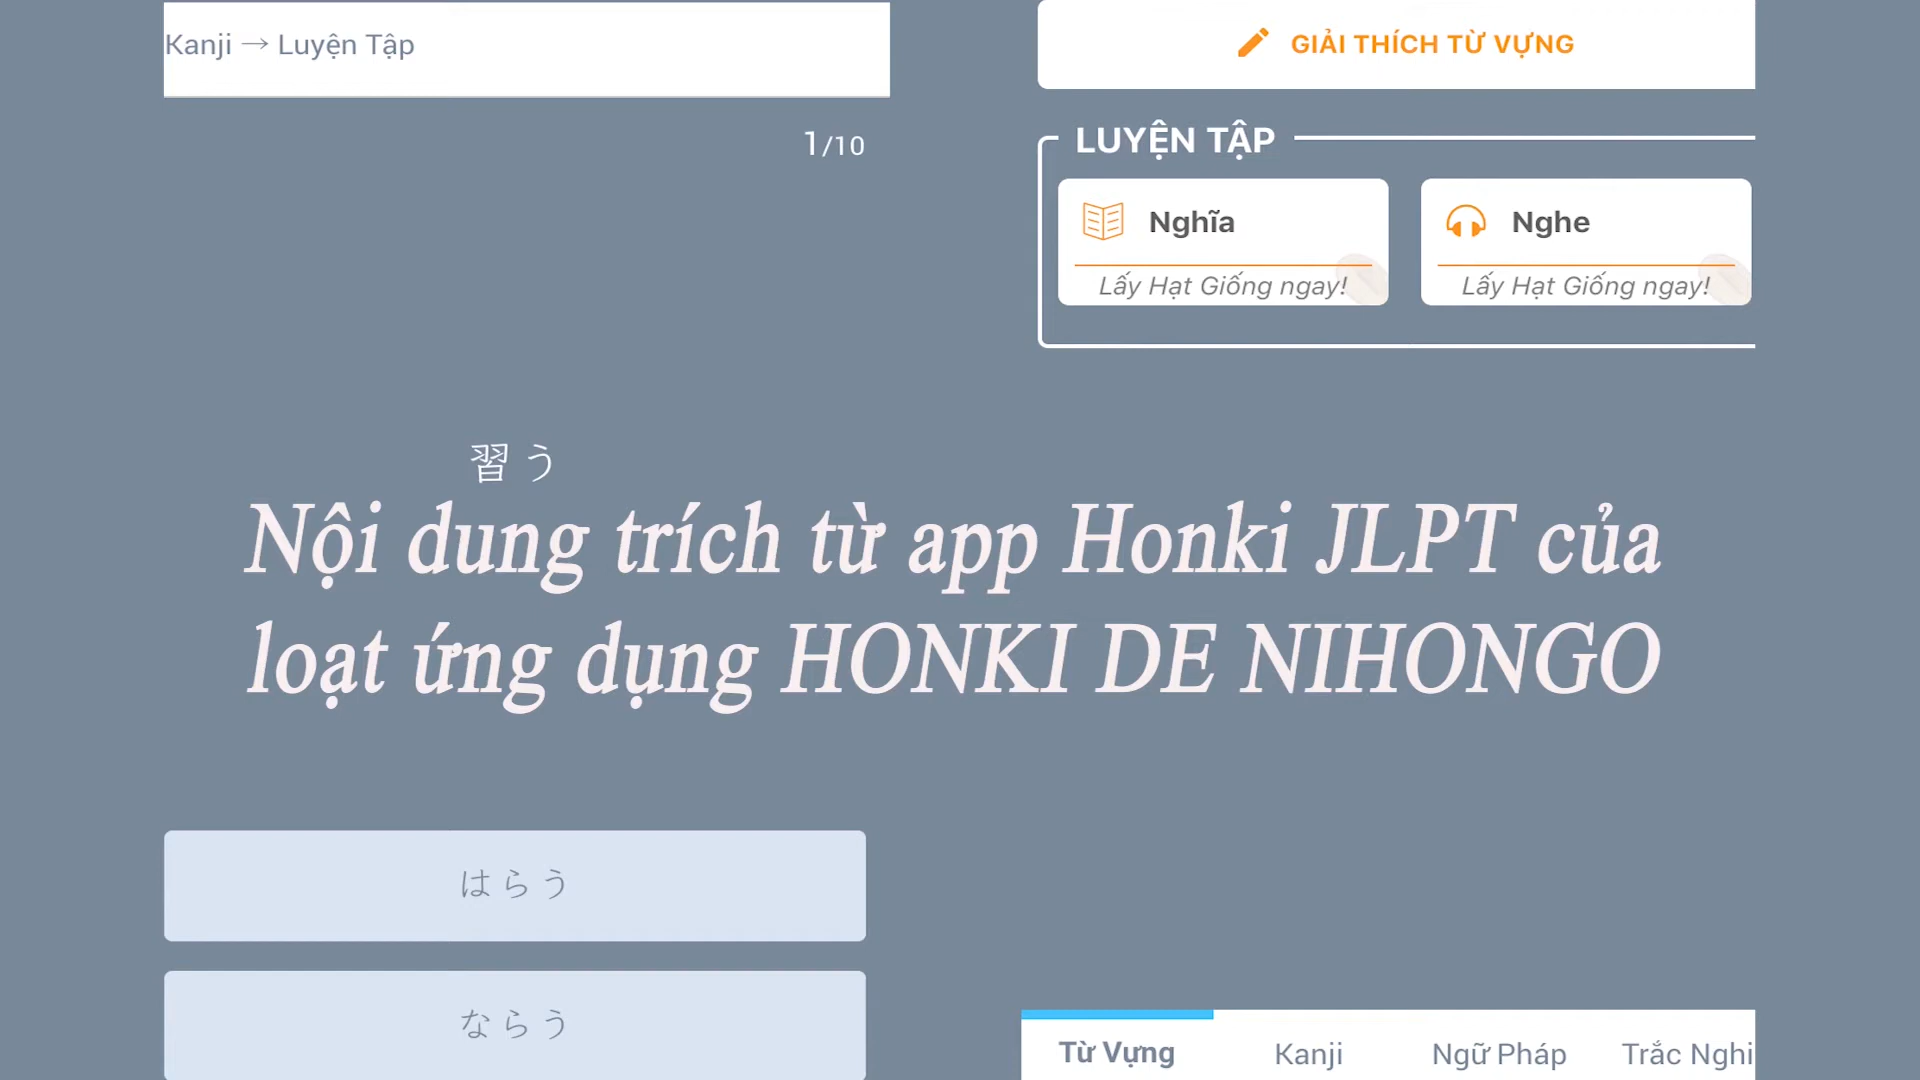 Kanji → Luyện Tập
1/10
GIẢI THÍCH TỪ VỰNG
LUYỆN TẬP
Nghĩa
Lấy Hạt Giống ngay!
Nghe
Lấy Hạt Giống ngay!
習う
Nội dung trích từ app Honki JLPT của
loạt ứng dụng HONKI DE NIHONGO
はらう
ならう
Từ Vựng
Kanji
Ngữ Pháp
Trắc Nghi